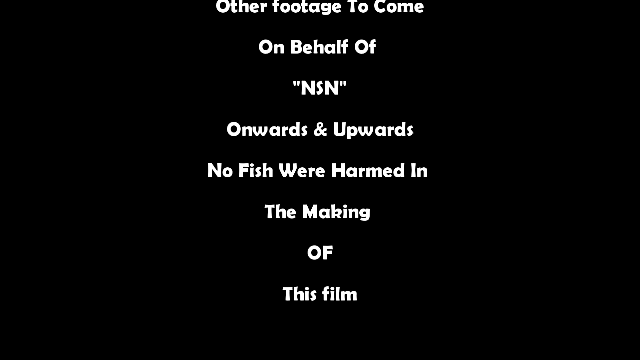 Other footage To Come
On Behalf Of
"NSN"
Onwards & Upwards
No Fish Were Harmed In
The Making
OF
This film